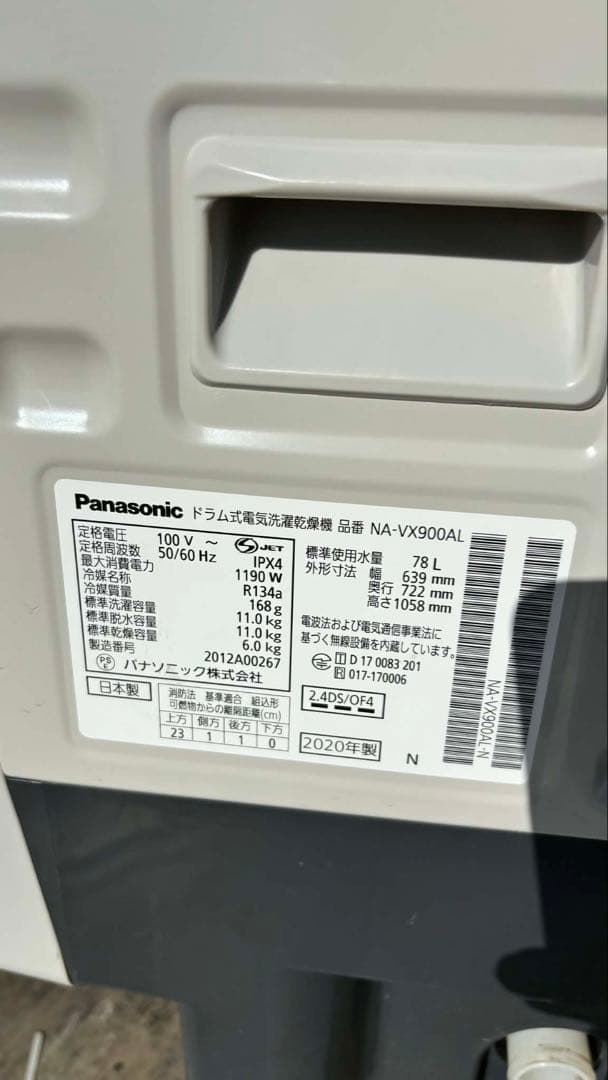 Panasonic ドラム式電気洗濯乾燥機 品番 NA-VX900AL
定格電圧 100 V ~ S JET
定格周波数 50/60 Hz IPX4
最大消費電力 1190 W
冷媒名称 R134a
冷媒質量 168 g
標準洗濯容量 11.0 kg
標準脱水容量 11.0 kg
標準乾燥容量 6.0 kg
製造番号 2012A00267
PSE パナソニック株式会社
標準使用水量 78 L
外形寸法 幅 639 mm
奥行 722 mm
高さ 1058 mm
電波法および電気通信事業法に
基づく無線設備を内蔵しています。
T D 17 0083 201
R 017-170006
日本製
消防法 基準適合 組込形
可燃物からの離隔距離(cm)
上方 側方 後方 下方
23 1 1 0
2.4DS/OF4
2020年製
N
NA-VX900AL-N